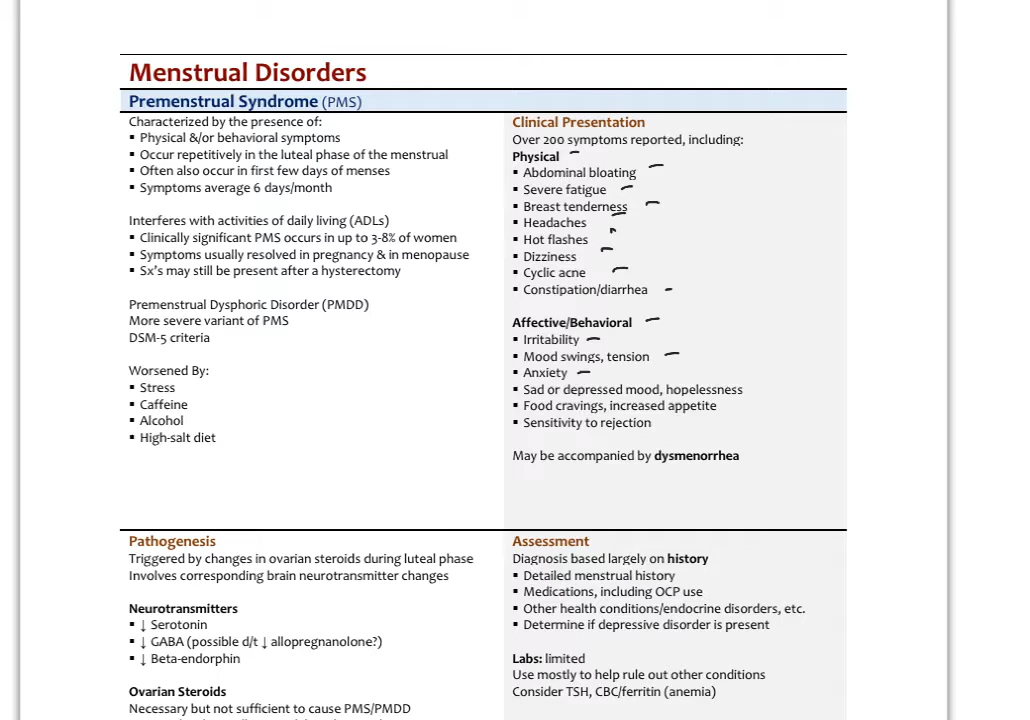 Menstrual Disorders
Premenstrual Syndrome (PMS)
Characterized by the presence of:
▪ Physical &/or behavioral symptoms
▪ Occur repetitively in the luteal phase of the menstrual
▪ Often also occur in first few days of menses
▪ Symptoms average 6 days/month
Interferes with activities of daily living (ADLs)
▪ Clinically significant PMS occurs in up to 3-8% of women
▪ Symptoms usually resolved in pregnancy & in menopause
▪ Sx's may still be present after a hysterectomy
Premenstrual Dysphoric Disorder (PMDD)
More severe variant of PMS
DSM-5 criteria
Worsened By:
▪ Stress
▪ Caffeine
▪ Alcohol
▪ High-salt diet
Clinical Presentation
Over 200 symptoms reported, including:
Physical
▪ Abdominal bloating
▪ Severe fatigue
▪ Breast tenderness
▪ Headaches
▪ Hot flashes
▪ Dizziness
▪ Cyclic acne
▪ Constipation/diarrhea
Affective/Behavioral
▪ Irritability
▪ Mood swings, tension
▪ Anxiety
▪ Sad or depressed mood, hopelessness
▪ Food cravings, increased appetite
▪ Sensitivity to rejection
May be accompanied by dysmenorrhea
Pathogenesis
Triggered by changes in ovarian steroids during luteal phase
Involves corresponding brain neurotransmitter changes
Neurotransmitters
▪ ↓ Serotonin
▪ ↓ GABA (possible d/t ↓ allopregnanolone?)
▪ ↓ Beta-endorphin
Ovarian Steroids
Necessary but not sufficient to cause PMS/PMDD
Assessment
Diagnosis based largely on history
▪ Detailed menstrual history
▪ Medications, including OCP use
▪ Other health conditions/endocrine disorders, etc.
▪ Determine if depressive disorder is present
Labs: limited
Use mostly to help rule out other conditions
Consider TSH, CBC/ferritin (anemia)